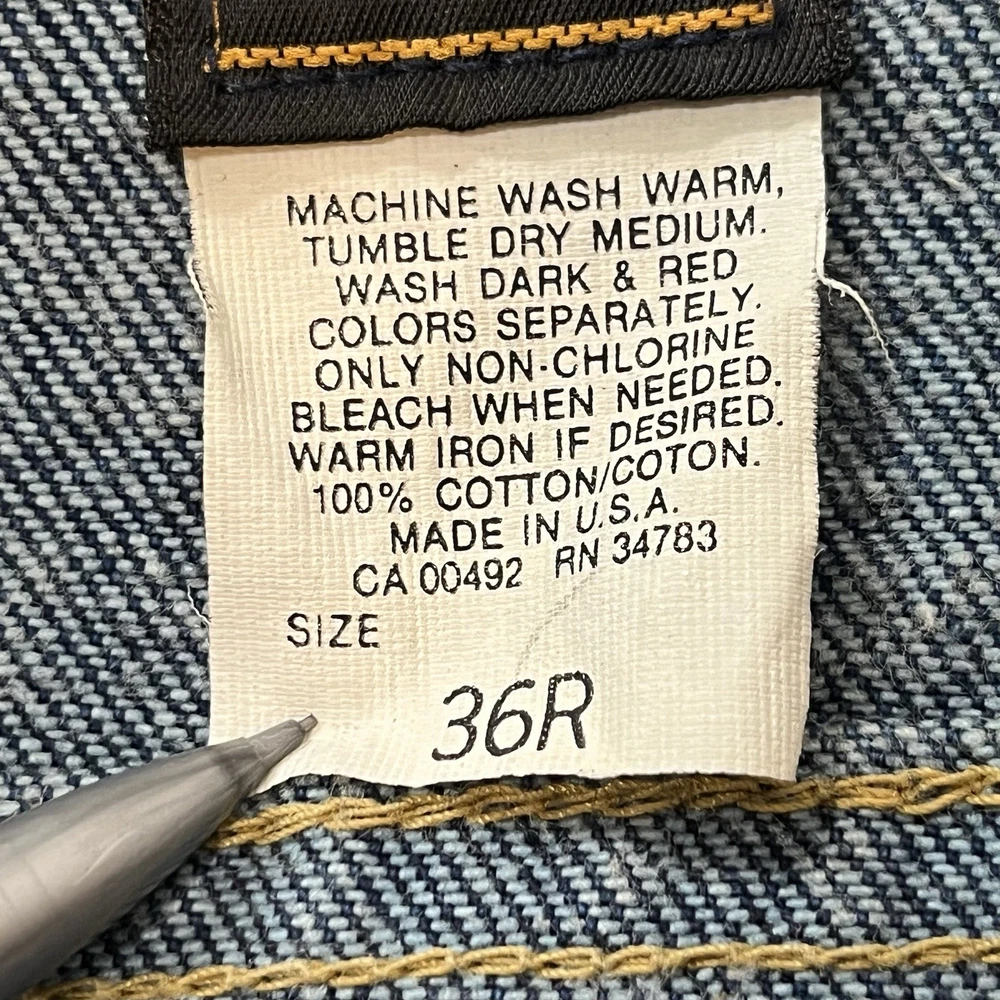 MACHINE WASH WARM,
TUMBLE DRY MEDIUM.
WASH DARK & RED
COLORS SEPARATELY.
ONLY NON-CHLORINE
BLEACH WHEN NEEDED.
WARM IRON IF DESIRED.
100% COTTON/COTON.
MADE IN U.S.A.
CA 00492 RN 34783
SIZE
36R